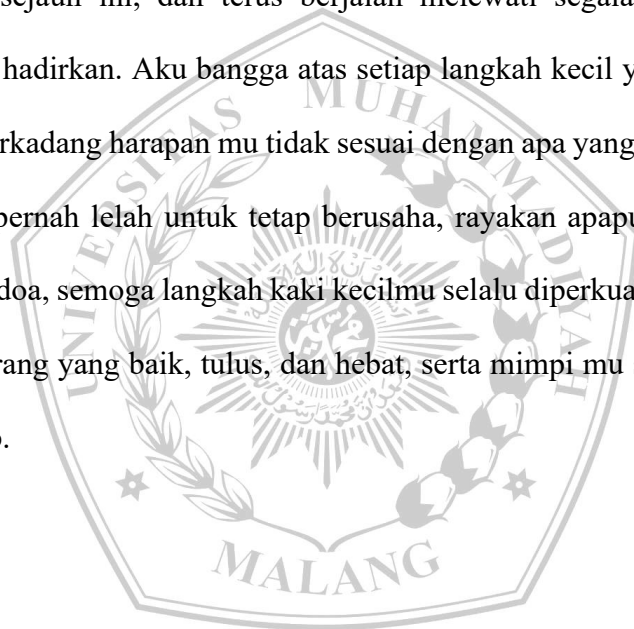 sejauh ini, dan terus berjalan melewati segala
hadirkan. Aku bangga atas setiap langkah kecil y
rkadang harapan mu tidak sesuai dengan apa yang
pernah lelah untuk tetap berusaha, rayakan apapu
doa, semoga langkah kaki kecilmu selalu diperkua
rang yang baik, tulus, dan hebat, serta mimpi mu
UNIVERSITAS MUHAMMADIYAH
MALANG